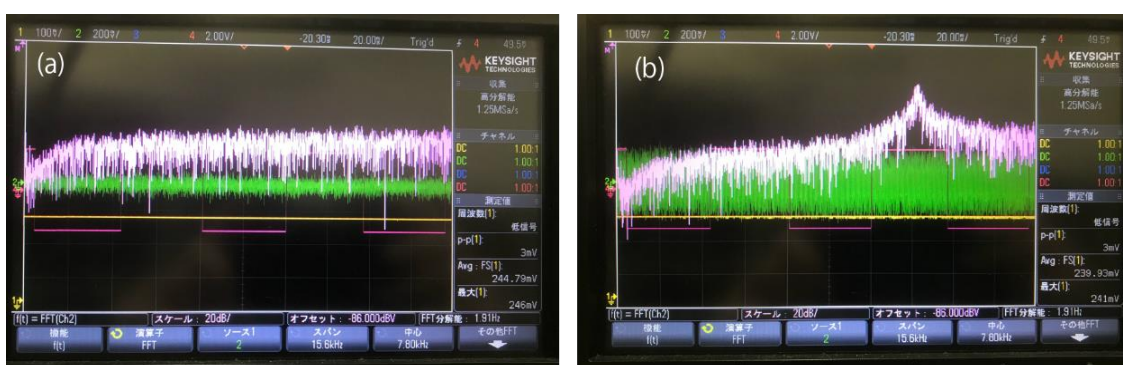 (a)
1 100▽/ 2 200▽/ 3 4 2.00V/ -20.30▽ 20.00▽/ Trig'd 4 49.5▽
KEYSIGHT
TECHNOLOGIES
収集
高分解能
1.25MSa/s
チャネル
DC 1.00:1
DC 1.00:1
DC 1.00:1
DC 1.00:1
測定値
周波数[1]:
低信号
p-p[1]:
3mV
Avg : FS[1]:
244.79mV
最大[1]:
246mV
f(t) = FFT(Ch2) スケール : 20dB/ オフセット : -86.000dBV FFT分解能 : 1.91Hz
機能 演算子 ソース1 スパン 中心 その他FFT
f(t) FFT 2 15.6kHz 7.80kHz
(b)
1 100▽/ 2 200▽/ 3 4 2.00V/ -20.30▽ 20.00▽/ Trig'd 4 49.5▽
KEYSIGHT
TECHNOLOGIES
収集
高分解能
1.25MSa/s
チャネル
DC 1.00:1
DC 1.00:1
DC 1.00:1
DC 1.00:1
測定値
周波数[1]:
低信号
p-p[1]:
3mV
Avg : FS[1]:
239.93mV
最大[1]:
241mV
f(t) = FFT(Ch2) スケール : 20dB/ オフセット : -86.000dBV FFT分解能 : 1.91Hz
機能 演算子 ソース1 スパン 中心 その他FFT
f(t) FFT 2 15.6kHz 7.80kHz